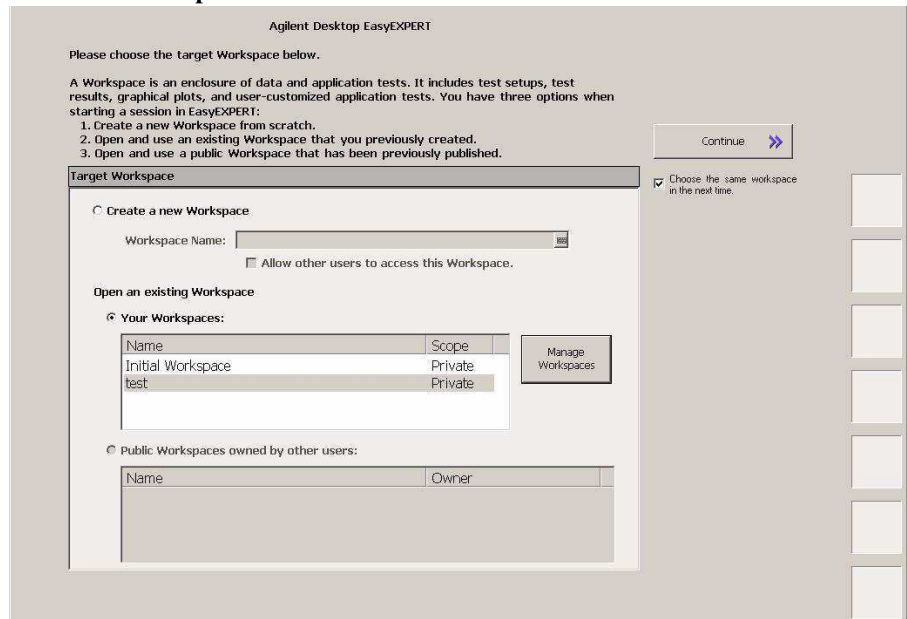 Agilent Desktop EasyEXPERT
Please choose the target Workspace below.
A Workspace is an enclosure of data and application tests. It includes test setups, test
results, graphical plots, and user-customized application tests. You have three options when
starting a session in EasyEXPERT:
1. Create a new Workspace from scratch.
2. Open and use an existing Workspace that you previously created.
3. Open and use a public Workspace that has been previously published.
Continue
Choose the same workspace
in the next time.
Target Workspace
Create a new Workspace
Workspace Name:
Allow other users to access this Workspace.
Open an existing Workspace
Your Workspaces:
Name Scope
Initial Workspace Private
test Private
Manage
Workspaces
Public Workspaces owned by other users:
Name Owner